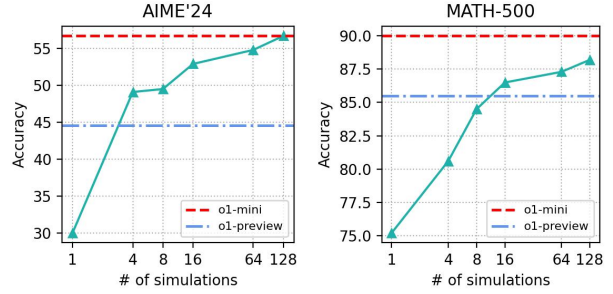 AIME'24
Accuracy
55
50
45
40
35
30
1 4 8 16 64 128
# of simulations
o1-mini
o1-preview
MATH-500
Accuracy
90.0
87.5
85.0
82.5
80.0
77.5
75.0
1 4 8 16 64 128
# of simulations
o1-mini
o1-preview